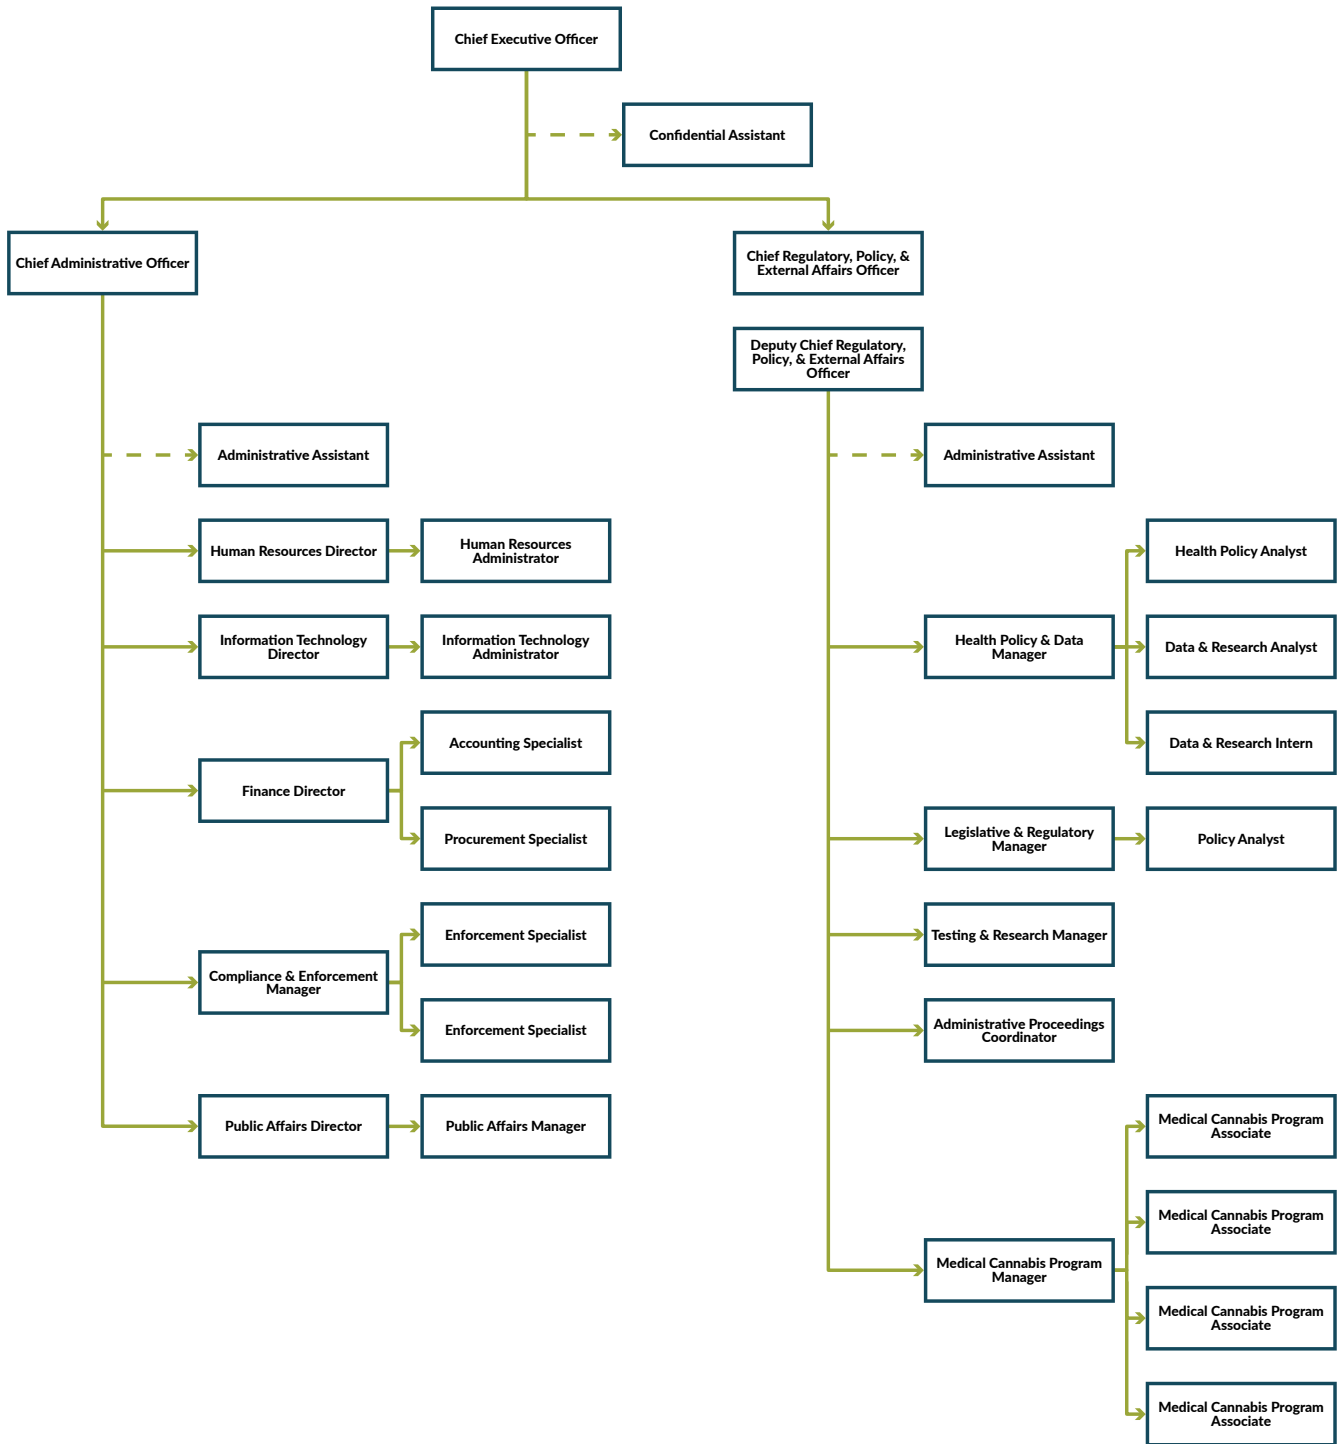 Chief Executive Officer
Confidential Assistant
Chief Administrative Officer
Chief Regulatory, Policy, &
External Affairs Officer
Deputy Chief Regulatory,
Policy, & External Affairs
Officer
Administrative Assistant
Human Resources Director
Human Resources
Administrator
Information Technology
Director
Information Technology
Administrator
Finance Director
Accounting Specialist
Procurement Specialist
Compliance & Enforcement
Manager
Enforcement Specialist
Enforcement Specialist
Public Affairs Director
Public Affairs Manager
Administrative Assistant
Health Policy & Data
Manager
Health Policy Analyst
Data & Research Analyst
Data & Research Intern
Legislative & Regulatory
Manager
Policy Analyst
Testing & Research Manager
Administrative Proceedings
Coordinator
Medical Cannabis Program
Manager
Medical Cannabis Program
Associate
Medical Cannabis Program
Associate
Medical Cannabis Program
Associate
Medical Cannabis Program
Associate